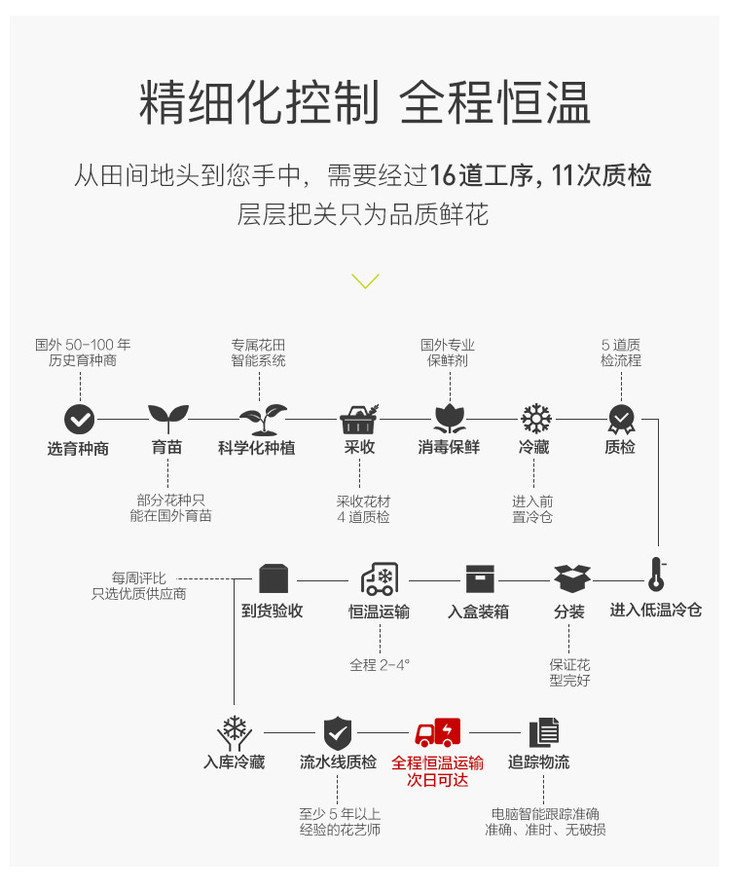 精细化控制 全程恒温
从田间地头到您手中，需要经过16道工序，11次质检
层层把关只为品质鲜花
国外 50-100 年
历史育种商
专属花田
智能系统
国外专业
保鲜剂
5 道质
检流程
选育种商
育苗
科学化种植
采收
消毒保鲜
冷藏
质检
部分花种只
能在国外育苗
采收花材
4 道质检
进入前
置冷仓
每周评比
只选优质供应商
到货验收
恒温运输
入盒装箱
分装
进入低温冷仓
全程 2-4°
保证花
型完好
入库冷藏
流水线质检
全程恒温运输
次日可达
追踪物流
至少 5 年以上
经验的花艺师
电脑智能跟踪准确
准确、准时、无破损